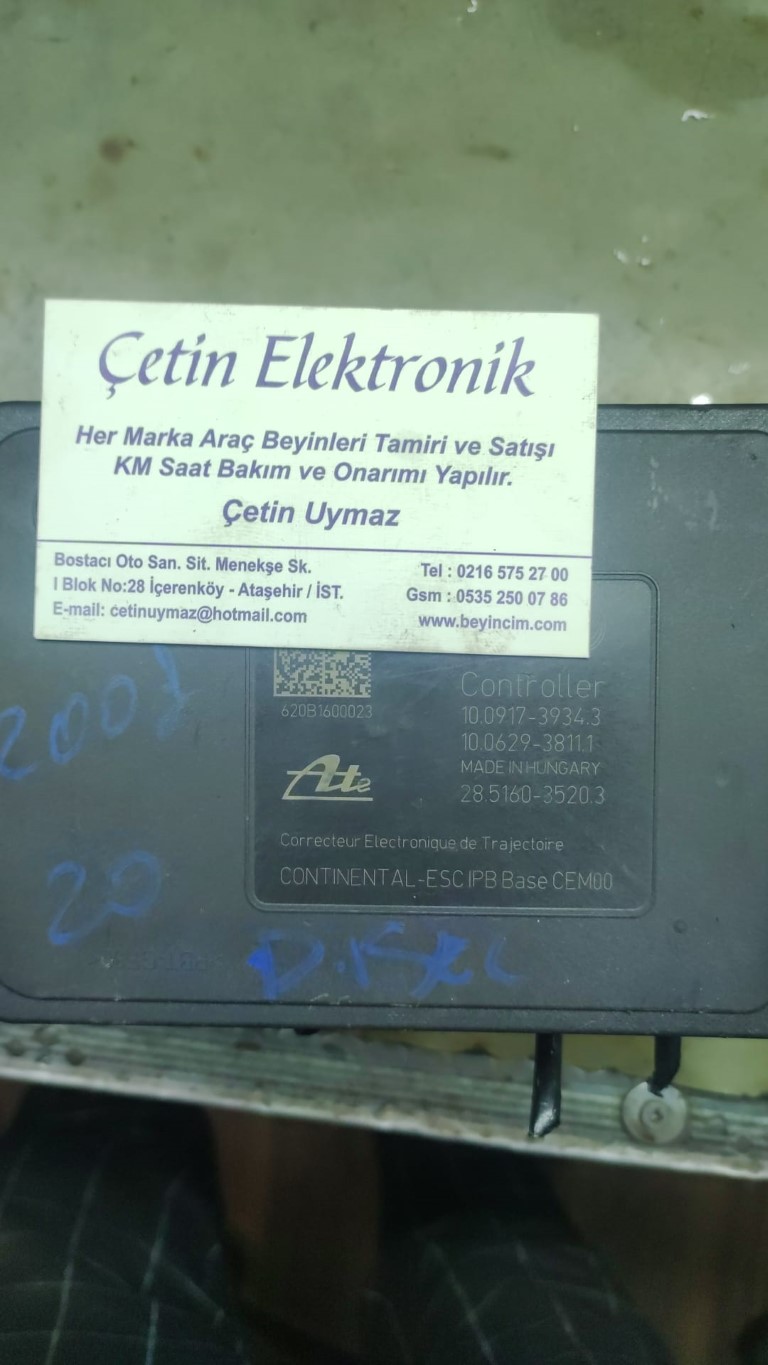 Çetin Elektronik
Her Marka Araç Beyinleri Tamiri ve Satışı
KM Saat Bakım ve Onarımı Yapılır.
Çetin Uymaz
Bostacı Oto San. Sit. Menekşe Sk.
I Blok No:28 İçerenköy - Ataşehir / İST.
E-mail: cetinuymaz@hotmail.com
Tel : 0216 575 27 00
Gsm : 0535 250 07 86
www.beyincim.com
620B1600023
Controller
10.0917-3934.3
10.0629-3811.1
MADE IN HUNGARY
28.5160-3520.3
Ate
Correcteur Electronique de Trajectoire
CONTINENTAL-ESC IPB Base CEM00
20